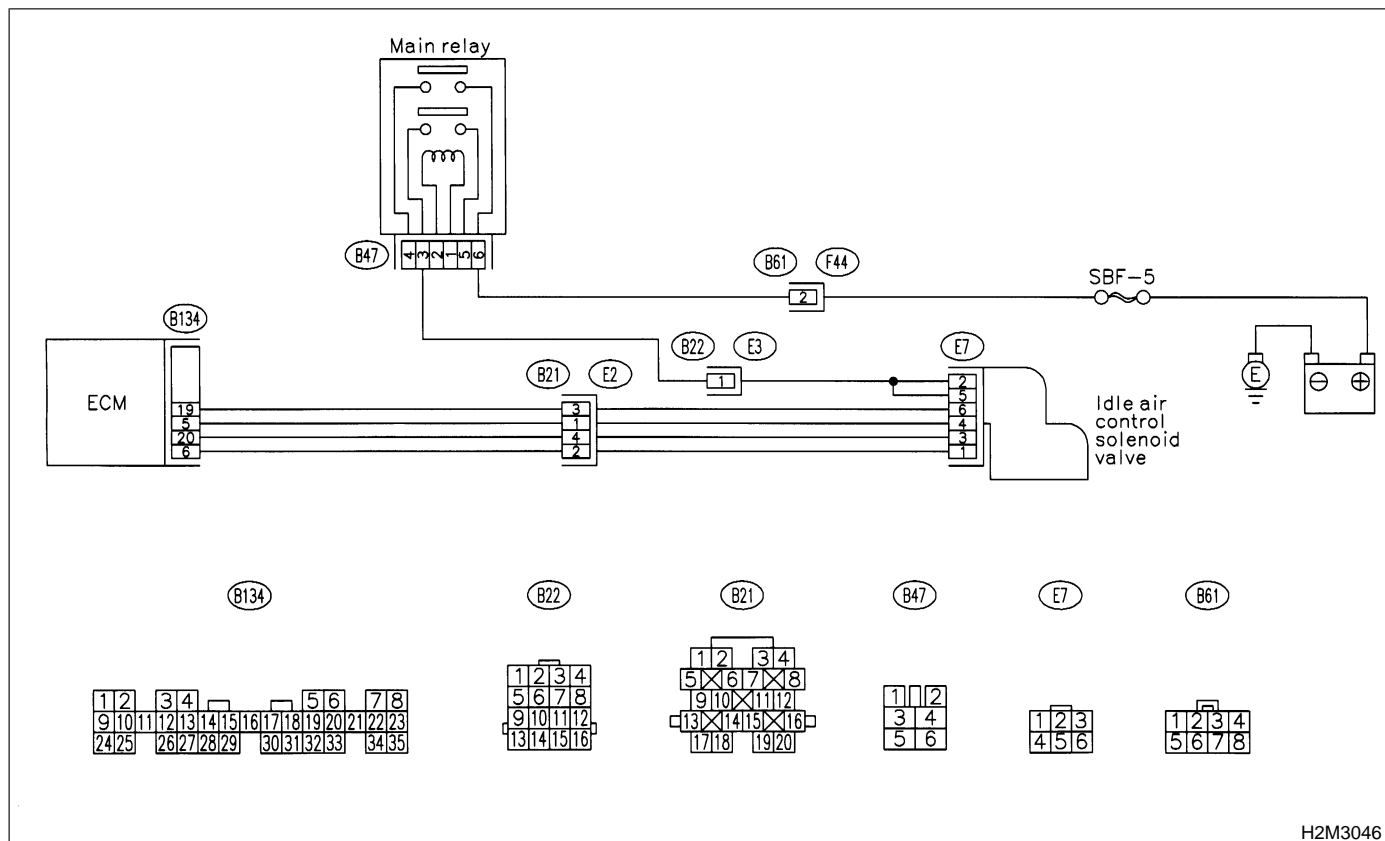 Main relay
B47
4 3 2 1 5 6
B61 F44
2
SBF-5
B134
B22 E3
1
E7
B21 E2
ECM
19 3 2
5 1 5
20 4 6
6 2 4
3
1
E
Idle air
control
solenoid
valve
B134 B22 B21 B47 E7 B61
1 2 3 4 5 6 7 8
9 10 11 12 13 14 15 16 17 18 19 20 21 22 23
24 25 26 27 28 29 30 31 32 33 34 35
1 2 3 4
5 6 7 8
9 10 11 12
13 14 15 16
1 2 3 4
5 6 7 8
9 10 11 12
13 14 15 16
17 18 19 20
1 2
3 4
5 6
1 2 3
4 5 6
1 2 3 4
5 6 7 8
H2M3046